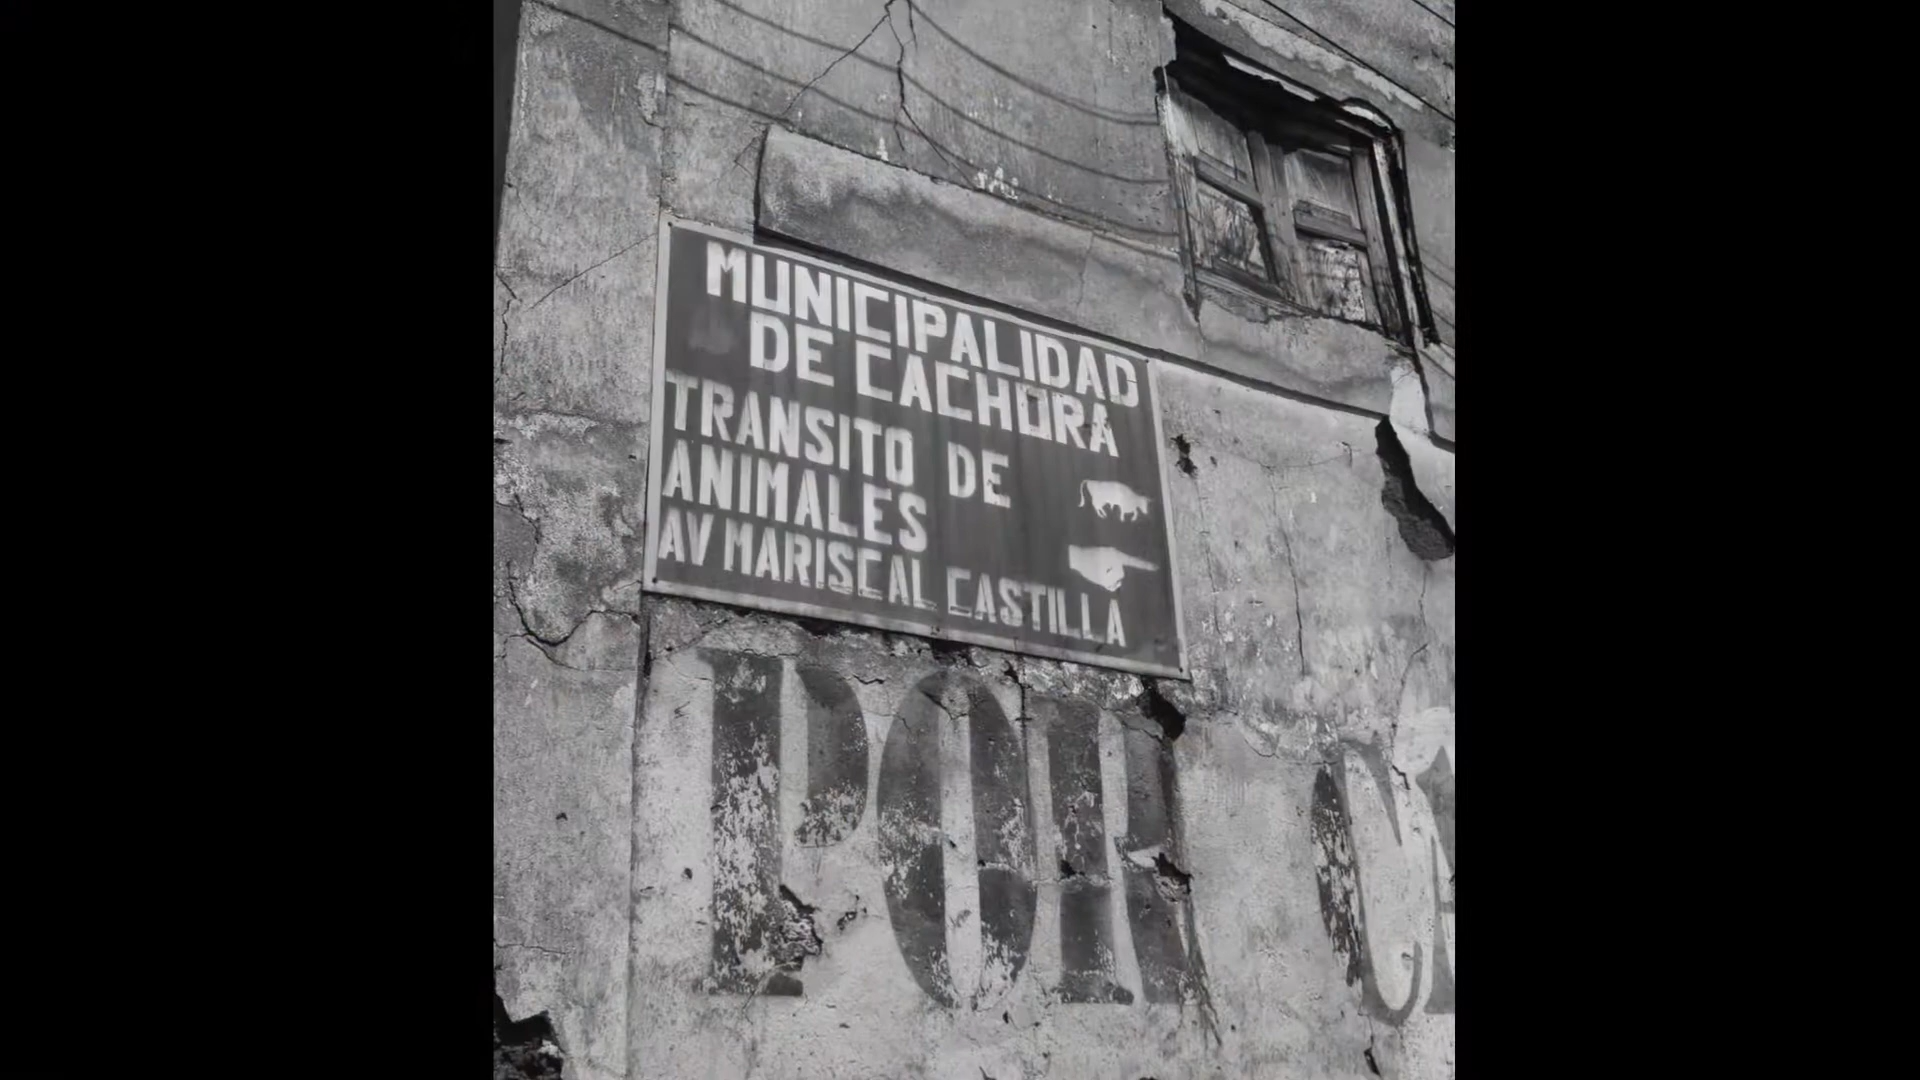 MUNICIPALIDAD
DE CACHORA
TRANSITO DE
ANIMALES
AV MARISCAL CASTILLA
POR